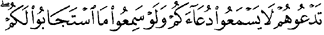 تَدْعُوهُمْ لَا يَسْمَعُوا۟ دُعَآءَكُمْ وَلَوْ سَمِعُوا۟ مَا ٱسْتَجَابُوا۟ لَكُمْ ۖ